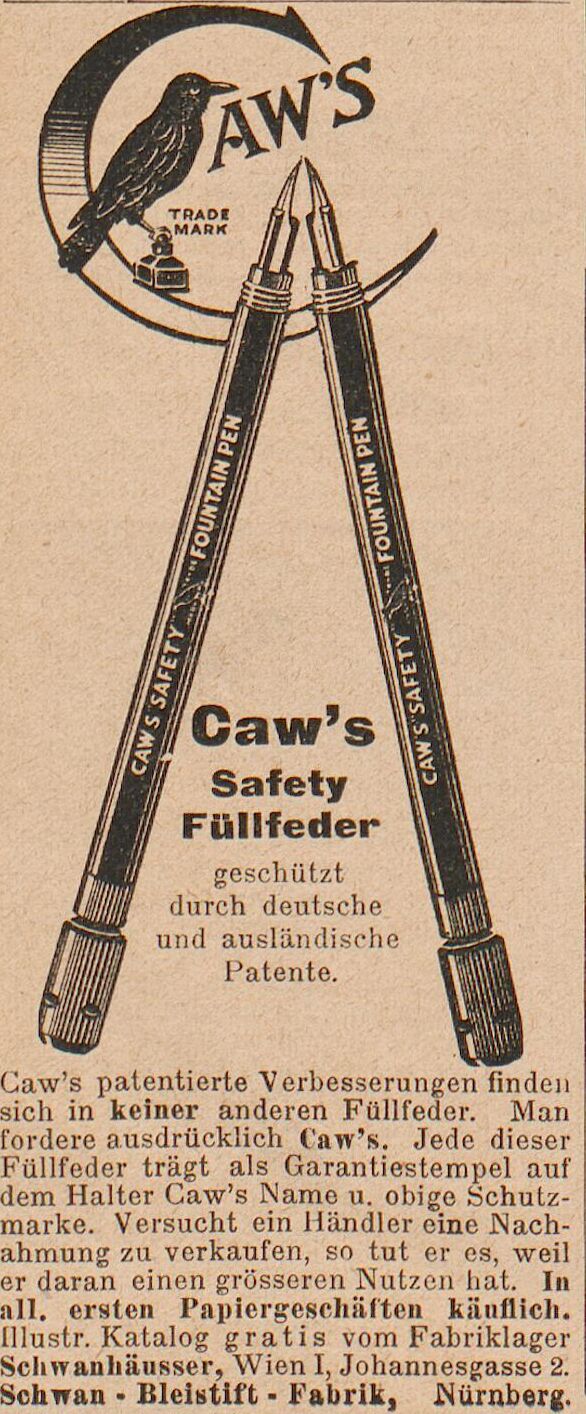 CAW'S
TRADE
MARK
CAW'S "SAFETY" FOUNTAIN PEN
CAW'S "SAFETY" FOUNTAIN PEN
Caw's
Safety
Füllfeder
geschützt
durch deutsche
und ausländische
Patente.
Caw's patentierte Verbesserungen finden
sich in keiner anderen Füllfeder. Man
fordere ausdrücklich Caw's. Jede dieser
Füllfeder trägt als Garantiestempel auf
dem Halter Caw's Name u. obige Schutz-
marke. Versucht ein Händler eine Nach-
ahmung zu verkaufen, so tut er es, weil
er daran einen grösseren Nutzen hat. In
all. ersten Papiergeschäften käuflich.
Illustr. Katalog gratis vom Fabriklager
Schwanhäusser, Wien I, Johannesgasse 2.
Schwan - Bleistift - Fabrik, Nürnberg.